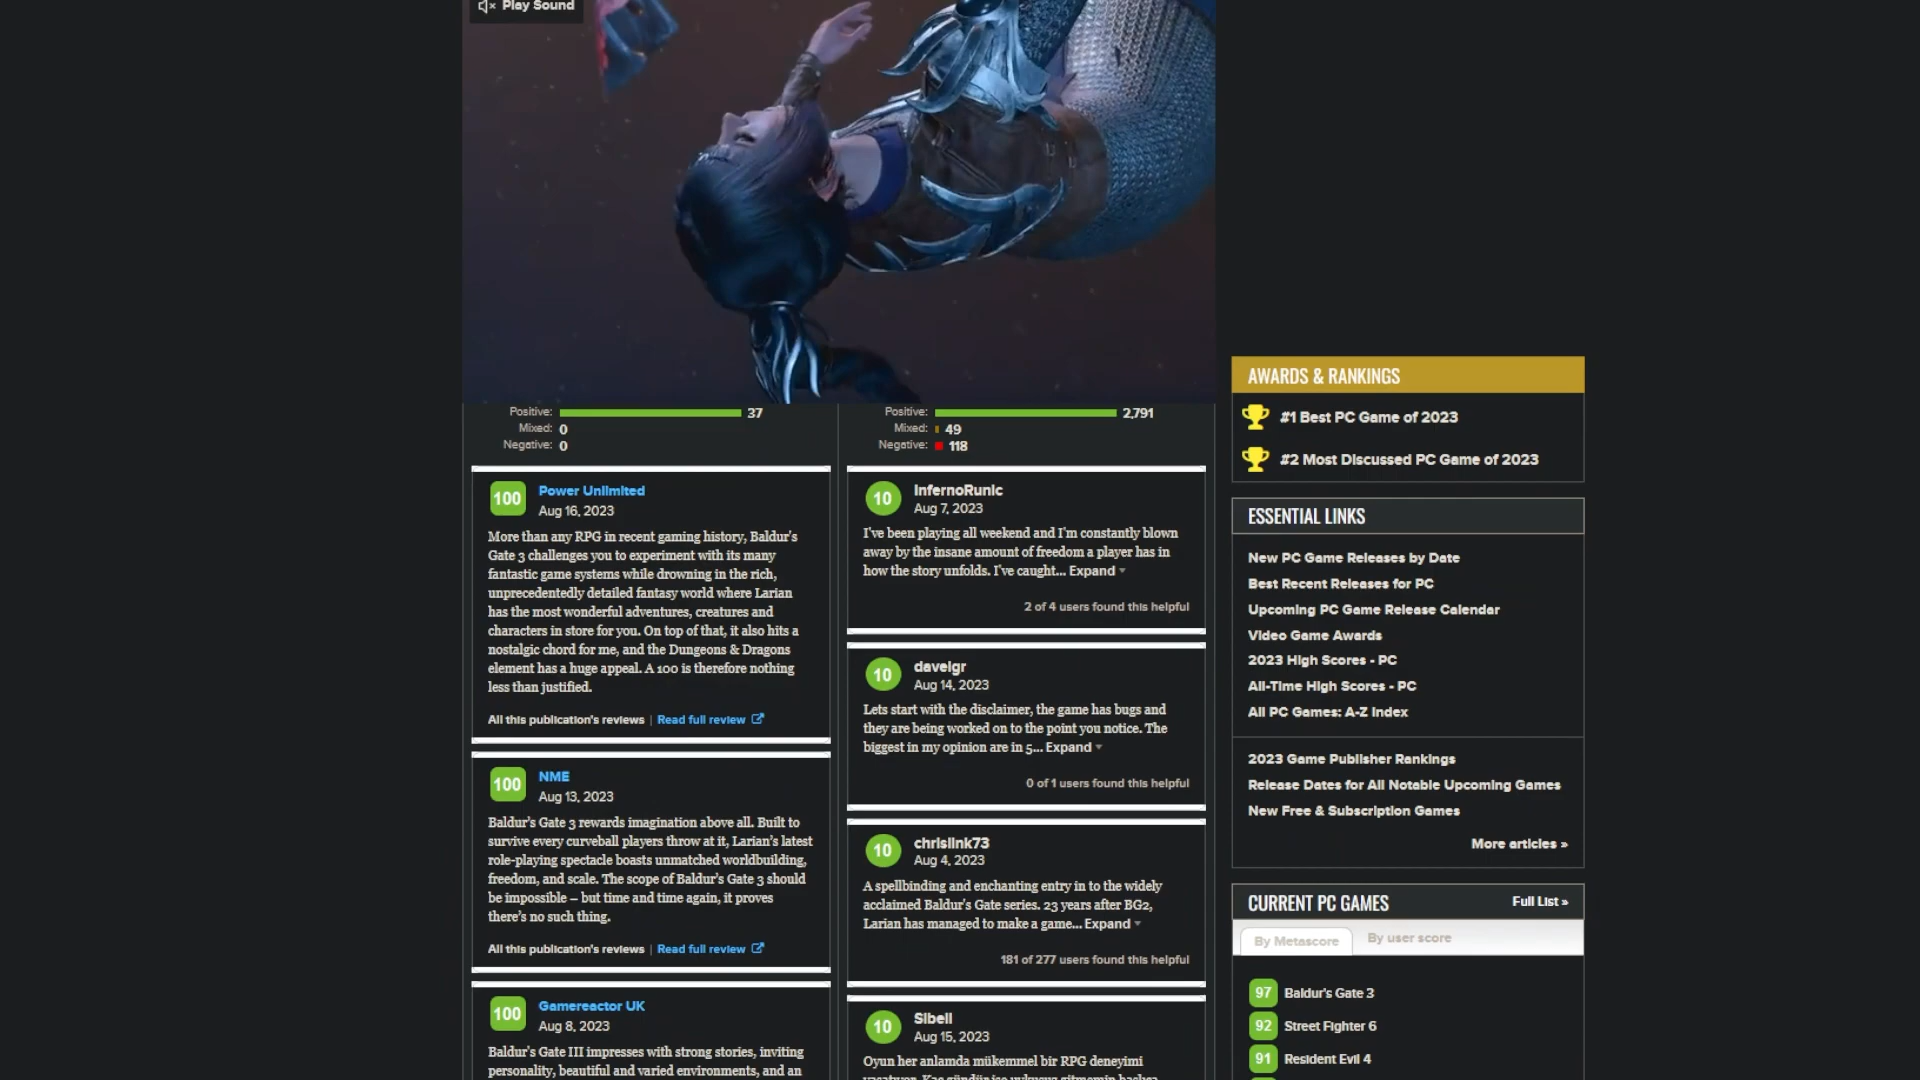 Play Sound
Positive: 37
Mixed: 0
Negative: 0
100
Power Unlimited
Aug 16, 2023
More than any RPG in recent gaming history, Baldur's
Gate 3 challenges you to experiment with its many
fantastic game systems while drowning in the rich,
unprecedentedly detailed fantasy world where Larian
has the most wonderful adventures, creatures and
characters in store for you. On top of that, it also hits a
nostalgic chord for me, and the Dungeons & Dragons
element has a huge appeal. A 100 is therefore nothing
less than justified.
All this publication's reviews | Read full review
100
NME
Aug 13, 2023
Baldur's Gate 3 rewards imagination above all. Built to
survive every curveball players throw at it, Larian's latest
role-playing spectacle boasts unmatched worldbuilding,
freedom, and scale. The scope of Baldur's Gate 3 should
be impossible – but time and time again, it proves
there's no such thing.
All this publication's reviews | Read full review
100
Gamereactor UK
Aug 8, 2023
Baldur's Gate III impresses with strong stories, inviting
personality, beautiful and varied environments, and an
Positive: 2,791
Mixed: 49
Negative: 118
10
InfernoRunic
Aug 7, 2023
I've been playing all weekend and I'm constantly blown
away by the insane amount of freedom a player has in
how the story unfolds. I've caught... Expand
2 of 4 users found this helpful
10
daveigr
Aug 14, 2023
Lets start with the disclaimer, the game has bugs and
they are being worked on to the point you notice. The
biggest in my opinion are in 5... Expand
0 of 1 users found this helpful
10
chrislink73
Aug 4, 2023
A spellbinding and enchanting entry in to the widely
acclaimed Baldur's Gate series. 23 years after BG2,
Larian has managed to make a game... Expand
181 of 277 users found this helpful
10
Sibell
Aug 15, 2023
Oyun her anlamda mükemmel bir RPG deneyimi
AWARDS & RANKINGS
#1 Best PC Game of 2023
#2 Most Discussed PC Game of 2023
ESSENTIAL LINKS
New PC Game Releases by Date
Best Recent Releases for PC
Upcoming PC Game Release Calendar
Video Game Awards
2023 High Scores - PC
All-Time High Scores - PC
All PC Games: A-Z Index
2023 Game Publisher Rankings
Release Dates for All Notable Upcoming Games
New Free & Subscription Games
More articles »
CURRENT PC GAMES Full List »
By Metascore By user score
97 Baldur's Gate 3
92 Street Fighter 6
91 Resident Evil 4